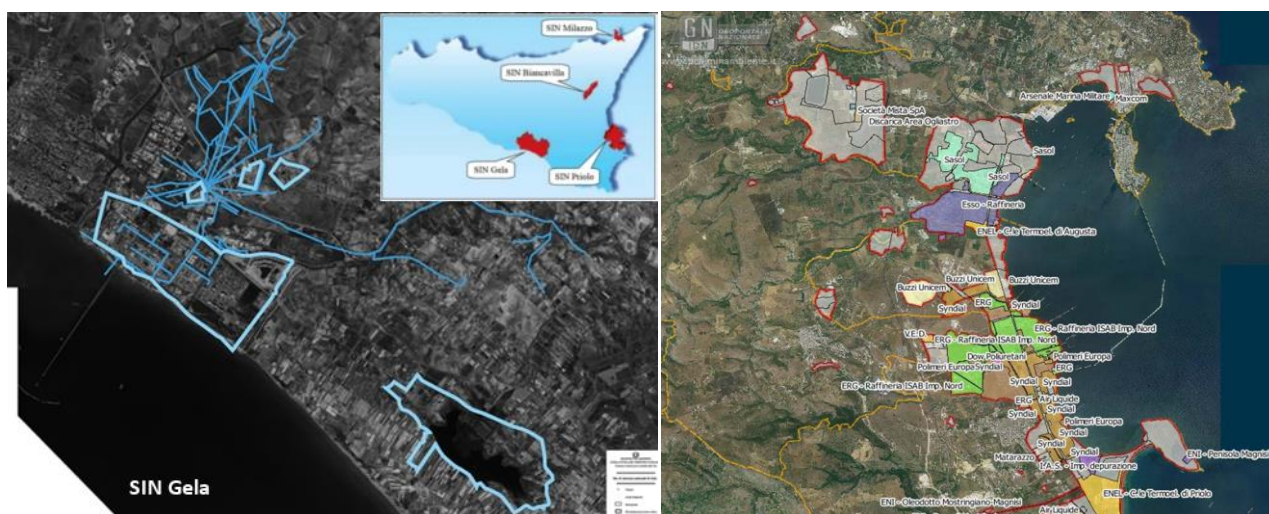 SIN Milazzo
SIN Biancavilla
SIN Gela
SIN Priolo
SIN Gela
GN
GEOPORTALE
NAZIONALE
Arsenale Marina Militare
Maxcom
Società Mista SpA
Discarica Area Ogliastro
Sasol
Sasol
Sasol
Esso - Raffineria
ENEL - C.le Termoel. di Augusta
Buzzi Unicem
Buzzi Unicem
Buzzi Unicem
ERG
Syndial
Syndial
ERG - Raffineria ISAB Imp. Nord
V.E.D.
ERG - Raffineria ISAB Imp. Nord
Dow Poliuretani
Polimeri Europa
Polimeri Europa
Syndial
ERG
ERG - Raffineria ISAB Imp. Nord
Syndial
Syndial
ERG
Air Liquide
Syndial
Syndial
Polimeri Europa
Syndial
Syndial
Matarazzo
Syndial
I.A.S. - Imp. depurazione
ENI - Penisola Magnisi
ENEL - C.le Termoel. di Priolo
ENI - Oleodotto Mostringiano-Magnisi
Air Liquide